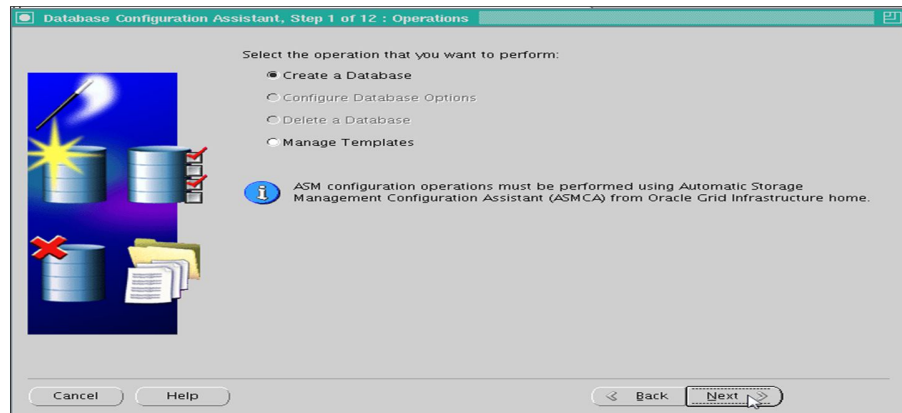 Database Configuration Assistant, Step 1 of 12 : Operations
Select the operation that you want to perform:
Create a Database
Configure Database Options
Delete a Database
Manage Templates
ASM configuration operations must be performed using Automatic Storage
Management Configuration Assistant (ASMCA) from Oracle Grid Infrastructure home.
Cancel
Help
Back
Next